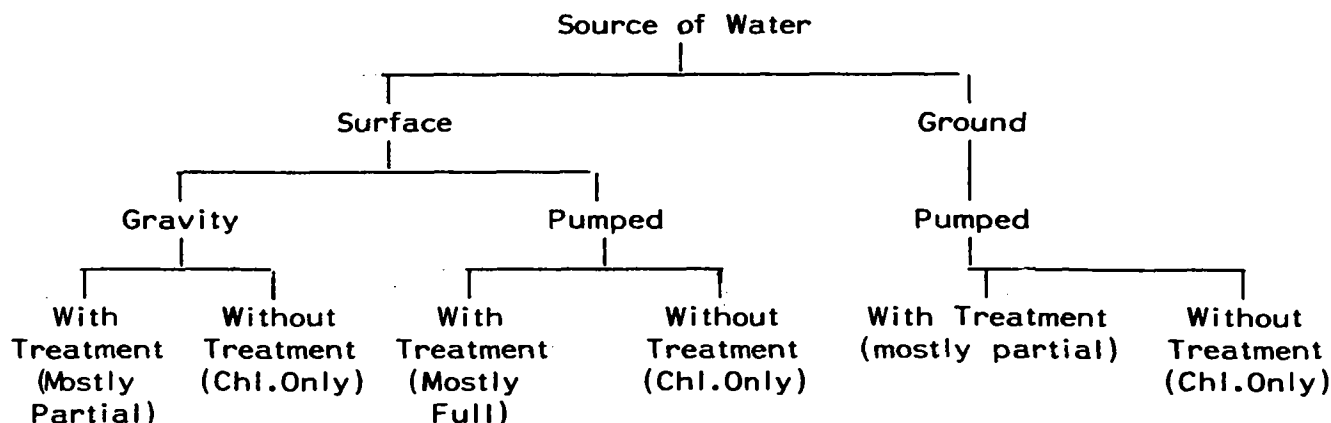 Source of Water
Surface Ground
Gravity Pumped Pumped
With Without With Without With Treatment Without
Treatment Treatment Treatment Treatment (mostly partial) Treatment
(Mostly (Chl.Only) (Mostly (Chl.Only) (Chl.Only)
Partial) Full)